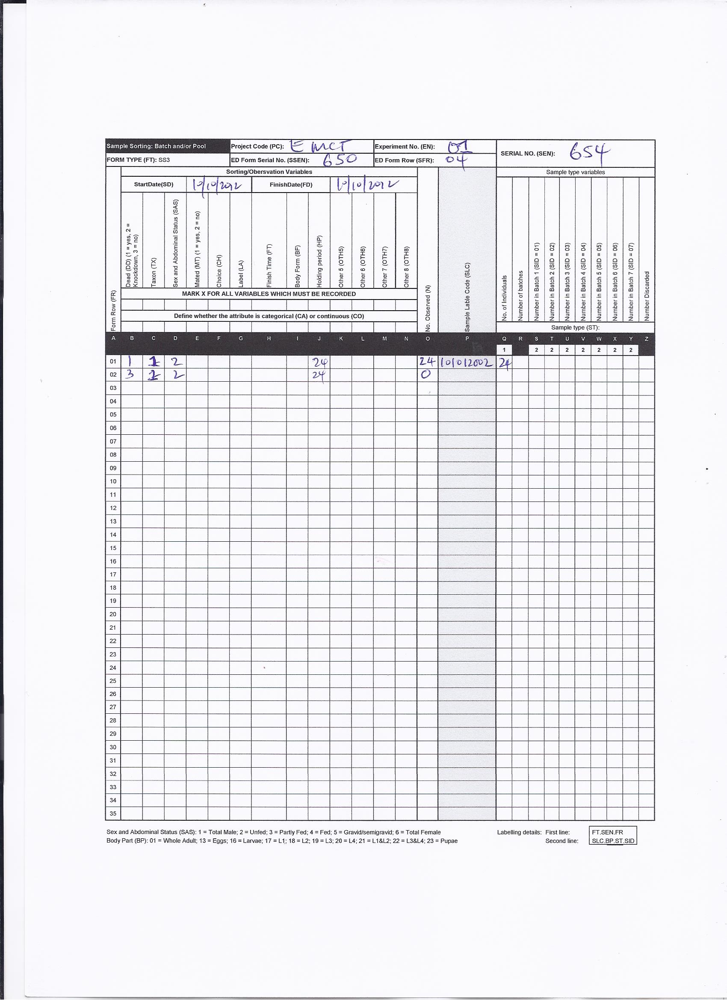 Sample Sorting: Batch and/or Pool
Project Code (PC): EMCT
Experiment No. (EN): 01
SERIAL NO. (SEN): 654
FORM TYPE (FT): SS3
ED Form Serial No. (SSEN): 650
ED Form Row (SFR): 04
Sorting/Obersvation Variables
Sample type variables
StartDate(SD) 10/10/2012 FinishDate(FD) 10/10/2012
Form Row (FR)
Dead (DD) (1 = yes, 2 =
Knockdown, 3 = no)
Taxon (TX)
Sex and Abdominal Status (SAS)
Mated (MT) (1 = yes, 2 = no)
Choice (CH)
Label (LA)
Finish Time (FT)
Body Form (BF)
Holding period (HP)
Other 5 (OTH5)
Other 6 (OTH6)
Other 7 (OTH7)
Other 8 (OTH8)
No. Observed (N)
Sample Lable Code (SLC)
No. of Individuals
Number of batches
Number in Batch 1 (SID = 01)
Number in Batch 2 (SID = 02)
Number in Batch 3 (SID = 03)
Number in Batch 4 (SID = 04)
Number in Batch 5 (SID = 05)
Number in Batch 6 (SID = 06)
Number in Batch 7 (SID = 07)
Number Discarded
MARK X FOR ALL VARIABLES WHICH MUST BE RECORDED
Define whether the attribute is categorical (CA) or continuous (CO)
Sample type (ST):
A B C D E F G H I J K L M N O P Q R S T U V W X Y Z
1 2 2 2 2 2 2 2
01 1 1 2 24 24 24
02 3 2 24 0
03
04
05
06
07
08
09
10
11
12
13
14
15
16
17
18
19
20
21
22
23
24
25
26
27
28
29
30
31
32
33
34
35
Sex and Abdominal Status (SAS): 1 = Total Male; 2 = Unfed; 3 = Partly Fed; 4 = Fed; 5 = Gravid/semigravid; 6 = Total Female
Body Part (BP): 01 = Whole Adult; 13 = Eggs; 16 = Larvae; 17 = L1; 18 = L2; 19 = L3; 20 = L4; 21 = L1&L2; 22 = L3&L4; 23 = Pupae
Labelling details: First line: FT.SEN.FR
Second line: SLC.BP.ST.SID